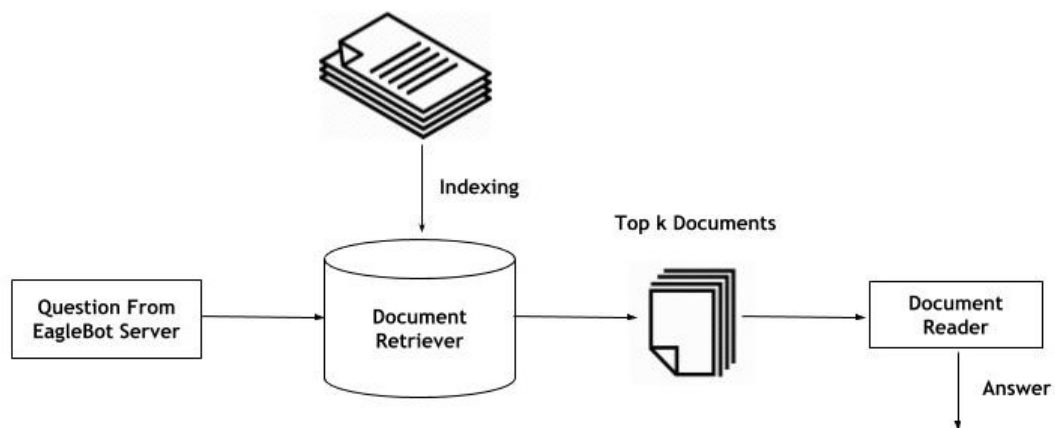 Indexing
Top k Documents
Question From
EagleBot Server
Document
Retriever
Document
Reader
Answer